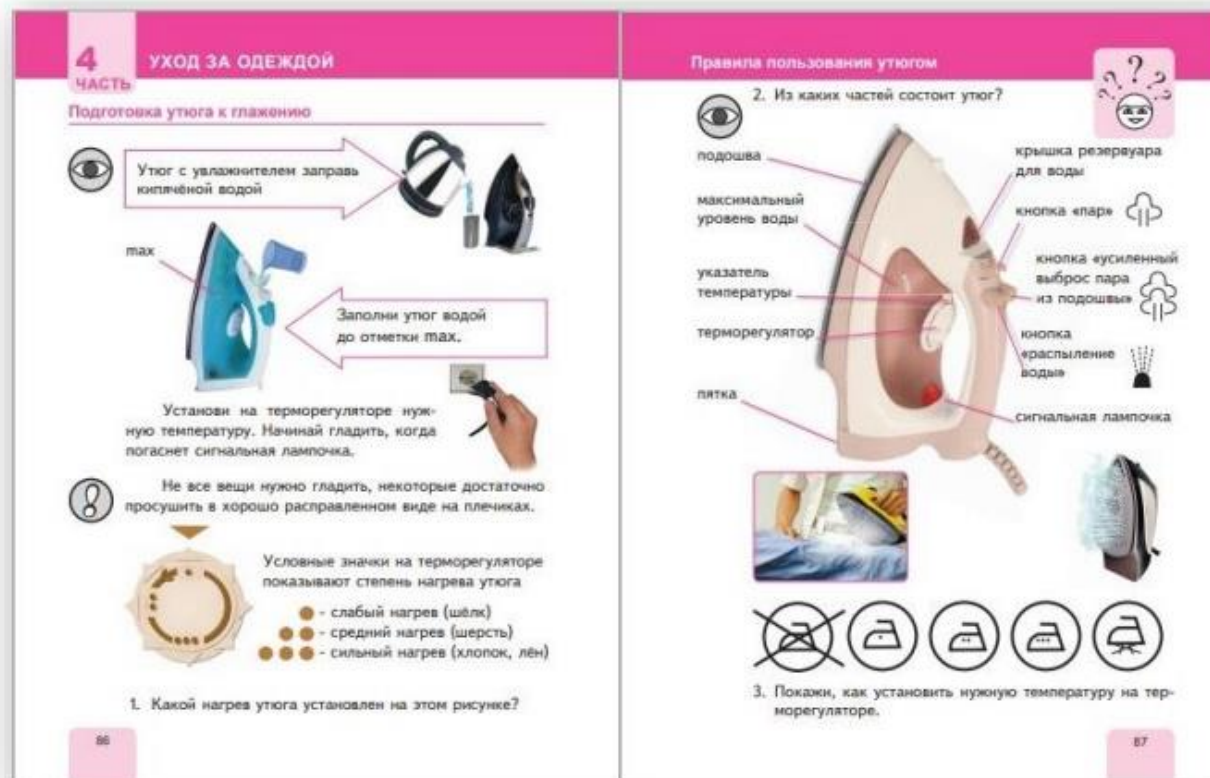 4
ЧАСТЬ
УХОД ЗА ОДЕЖДОЙ
Подготовка утюга к глажению
Утюг с увлажнителем заправь
кипячёной водой
max
Заполни утюг водой
до отметки max.
Установи на терморегуляторе нуж-
ную температуру. Начинай гладить, когда
погаснет сигнальная лампочка.
Не все вещи нужно гладить, некоторые достаточно
просушить в хорошо расправленном виде на плечиках.
Условные значки на терморегуляторе
показывают степень нагрева утюга
- слабый нагрев (шёлк)
- средний нагрев (шерсть)
- сильный нагрев (хлопок, лён)
1. Какой нагрев утюга установлен на этом рисунке?
86
Правила пользования утюгом
2. Из каких частей состоит утюг?
подошва
максимальный
уровень воды
указатель
температуры
терморегулятор
пятка
крышка резервуара
для воды
кнопка «пар»
кнопка «усиленный
выброс пара
из подошвы»
кнопка
«распыление
воды»
сигнальная лампочка
3. Покажи, как установить нужную температуру на тер-
морегуляторе.
87